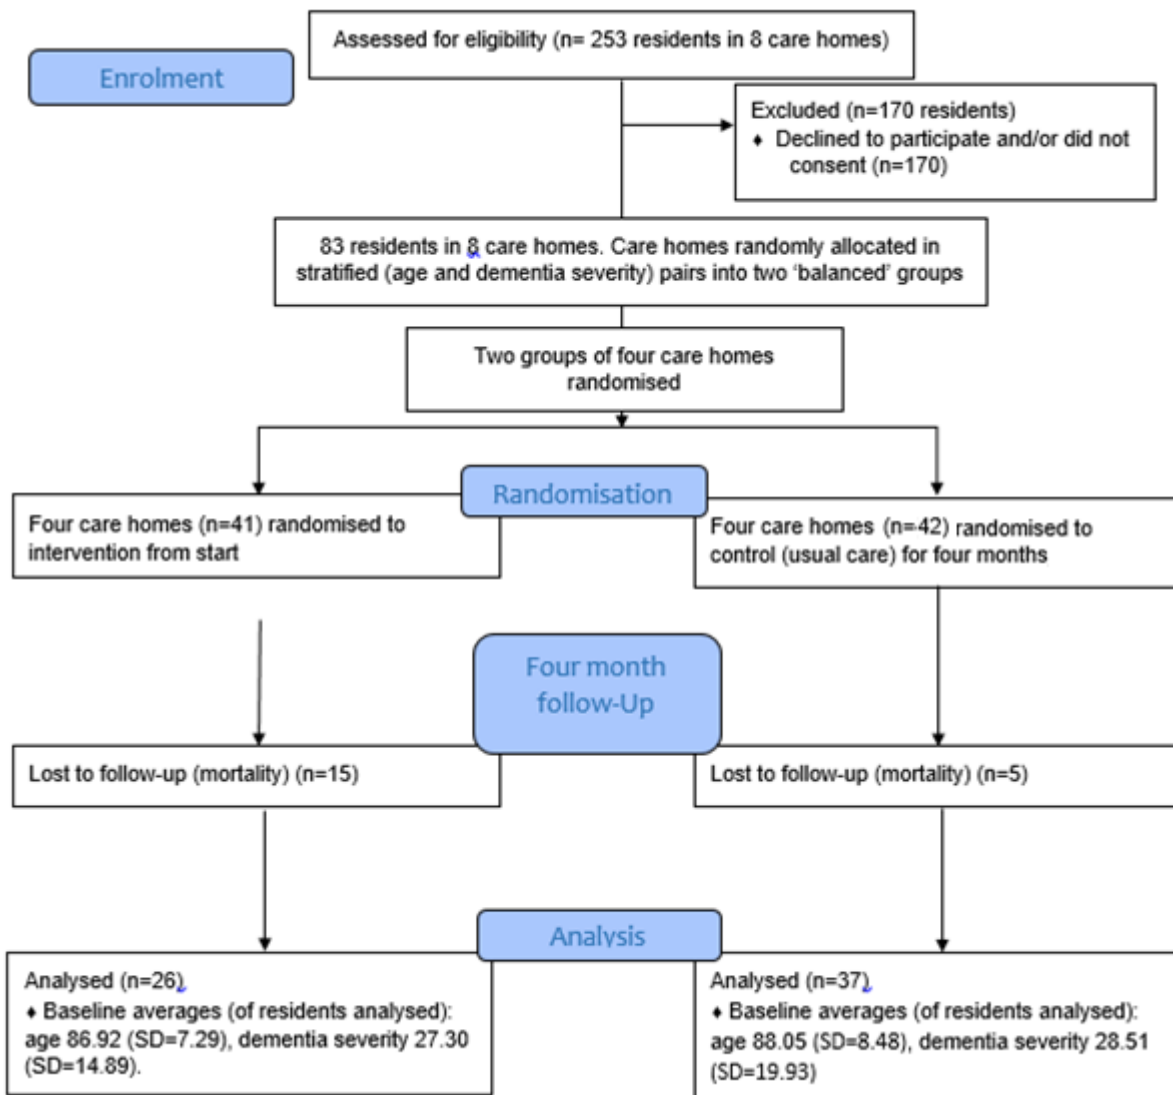 Assessed for eligibility (n= 253 residents in 8 care homes)
Enrolment
Excluded (n=170 residents)
♦ Declined to participate and/or did not
consent (n=170)
83 residents in 8 care homes. Care homes randomly allocated in
stratified (age and dementia severity) pairs into two ‘balanced’ groups
Two groups of four care homes
randomised
Randomisation
Four care homes (n=41) randomised to
intervention from start
Four care homes (n=42) randomised to
control (usual care) for four months
Four month
follow-Up
Lost to follow-up (mortality) (n=15)
Lost to follow-up (mortality) (n=5)
Analysis
Analysed (n=26)
♦ Baseline averages (of residents analysed):
age 86.92 (SD=7.29), dementia severity 27.30
(SD=14.89).
Analysed (n=37)
♦ Baseline averages (of residents analysed):
age 88.05 (SD=8.48), dementia severity 28.51
(SD=19.93)